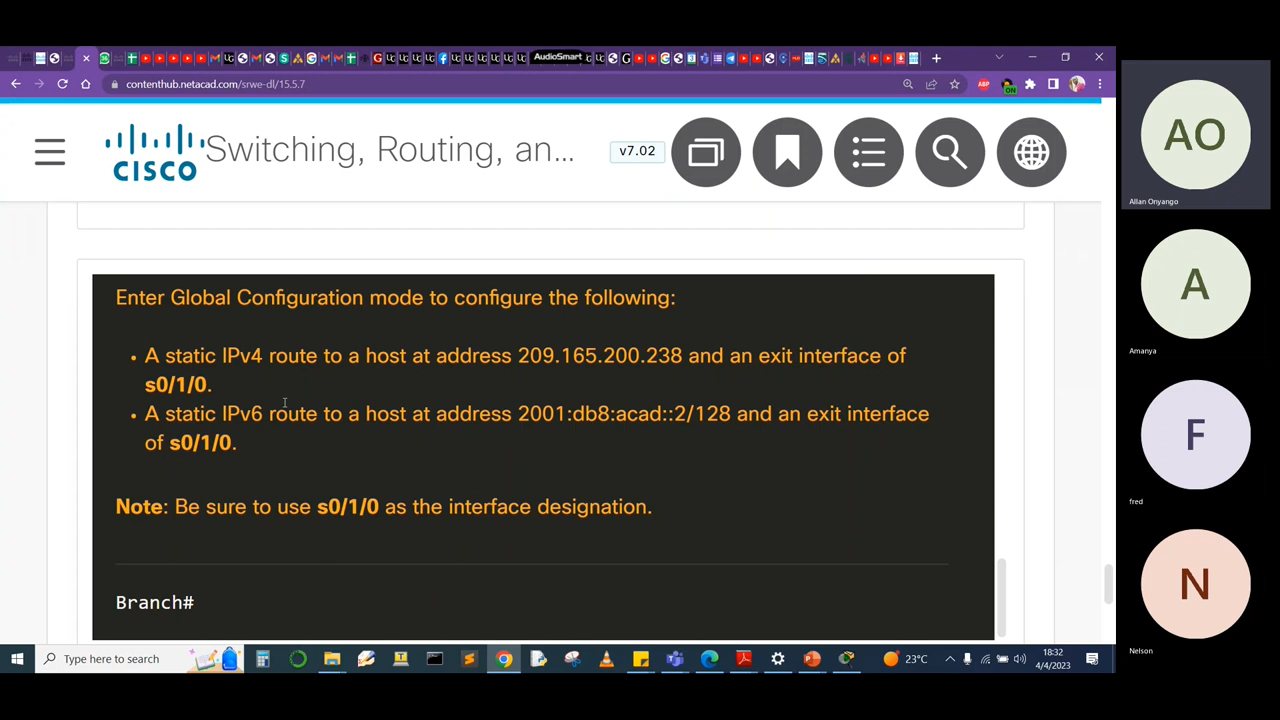 AudioSmart
contenthub.netacad.com/srwe-dl/15.5.7
ABP
ON
CISCO
Switching, Routing, an...
v7.02
Enter Global Configuration mode to configure the following:
• A static IPv4 route to a host at address 209.165.200.238 and an exit interface of
s0/1/0.
• A static IPv6 route to a host at address 2001:db8:acad::2/128 and an exit interface
of s0/1/0.
Note: Be sure to use s0/1/0 as the interface designation.
Branch#
AO
Allan Onyango
A
Amanya
F
fred
N
Nelson
Type here to search
23°C
18:32
4/4/2023